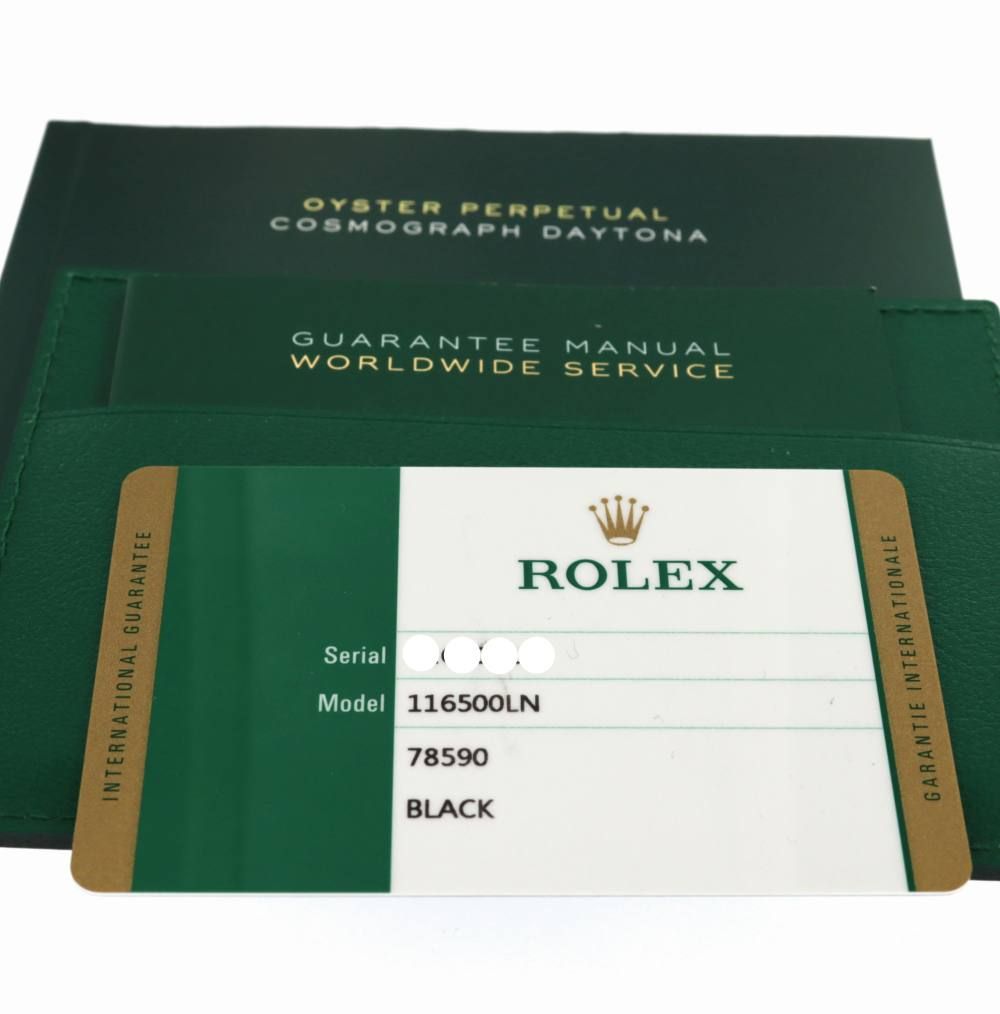 OYSTER PERPETUAL
COSMOGRAPH DAYTONA
GUARANTEE MANUAL
WORLDWIDE SERVICE
INTERNATIONAL GUARANTEE
ROLEX
Serial
Model 116500LN
78590
BLACK
GARANTIE INTERNATIONALE